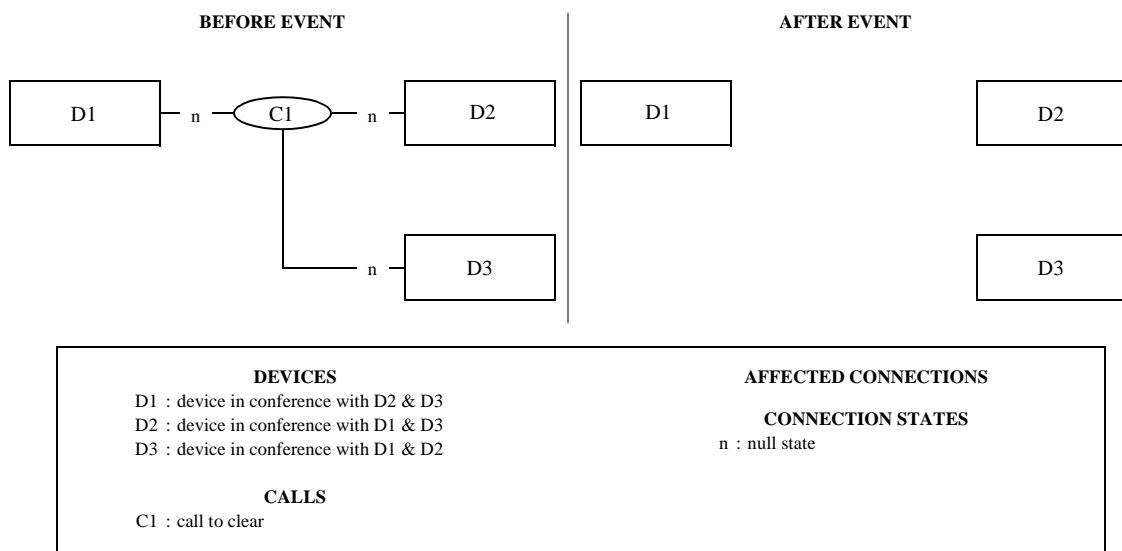 BEFORE EVENT
AFTER EVENT
D1
n
C1
n
D2
n
D3
D1
D2
D3
DEVICES
D1 : device in conference with D2 & D3
D2 : device in conference with D1 & D3
D3 : device in conference with D1 & D2
CALLS
C1 : call to clear
AFFECTED CONNECTIONS
CONNECTION STATES
n : null state